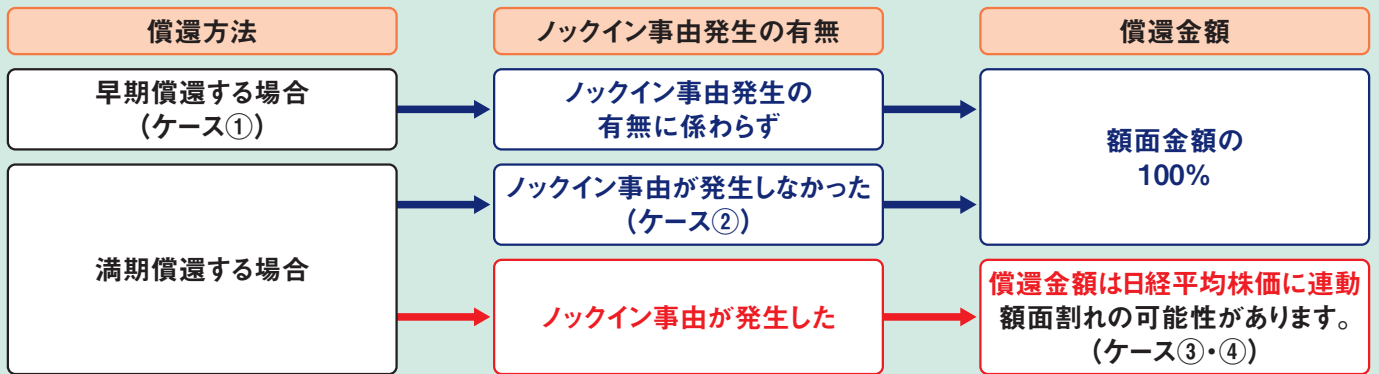 償還方法
ノックイン事由発生の有無
償還金額
早期償還する場合
(ケース①)
ノックイン事由発生の
有無に係わらず
額面金額の
100%
満期償還する場合
ノックイン事由が発生しなかった
(ケース②)
ノックイン事由が発生した
償還金額は日経平均株価に連動
額面割れの可能性があります。
(ケース③・④)